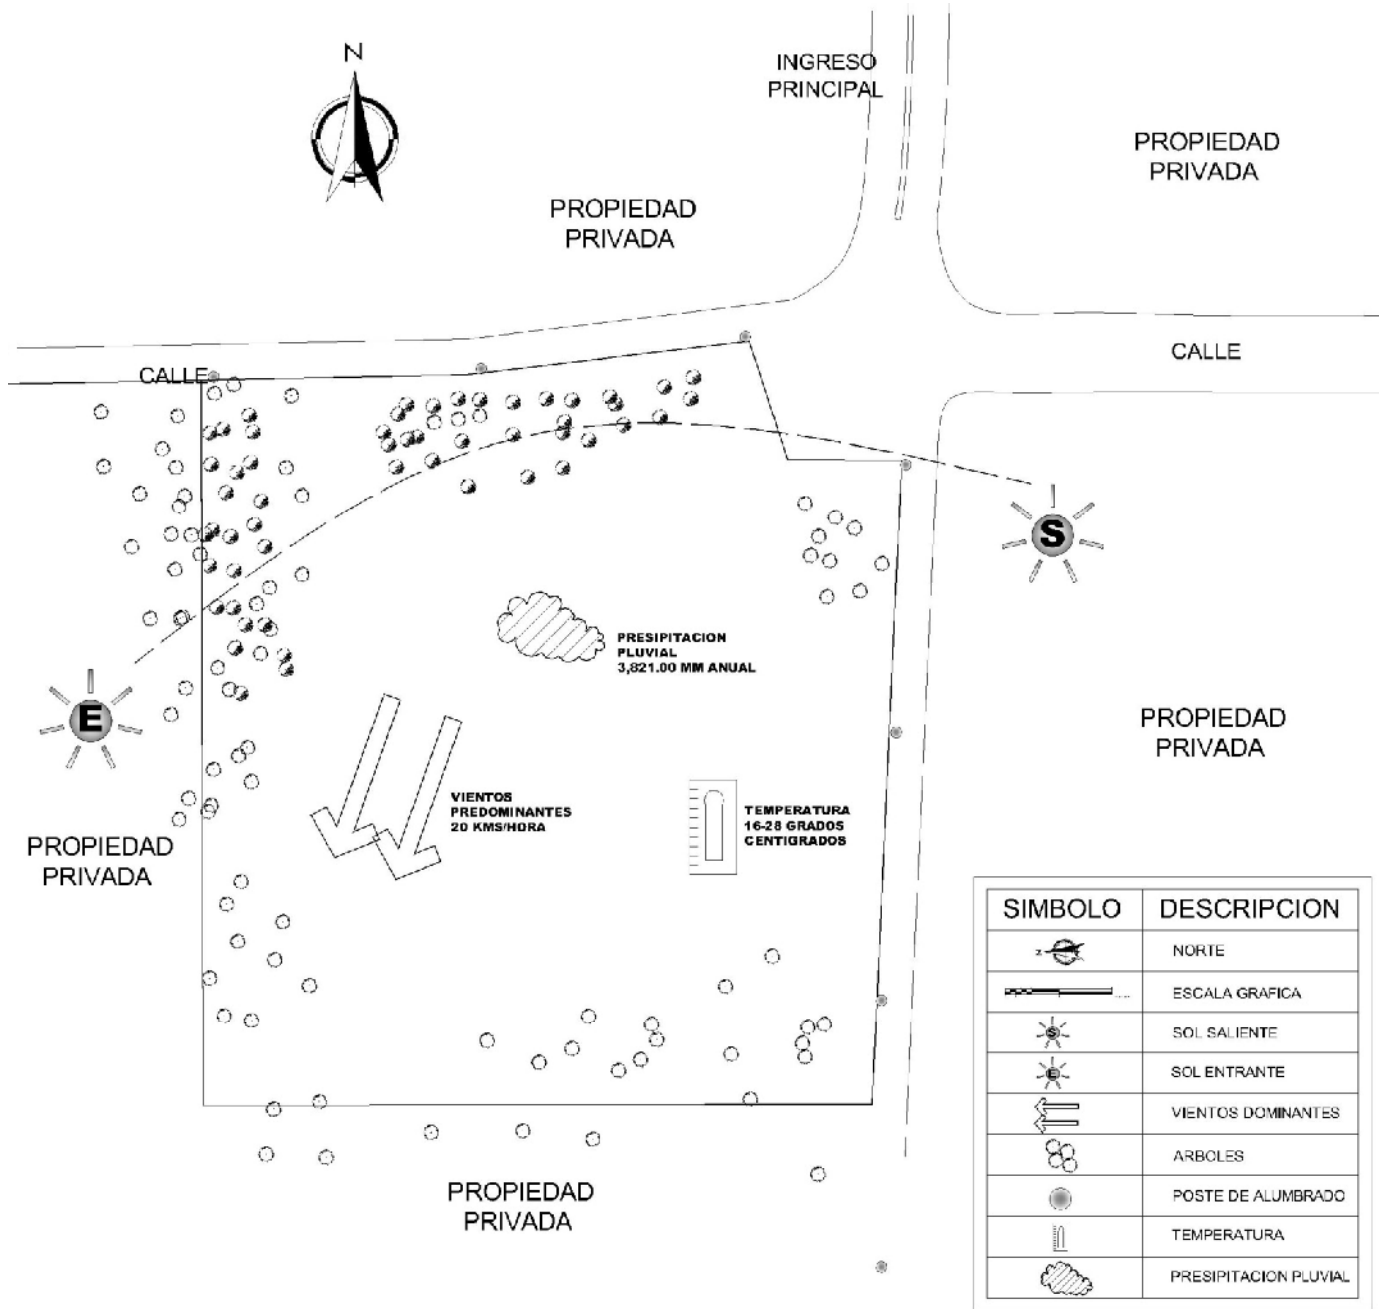 N
INGRESO
PRINCIPAL
PROPIEDAD
PRIVADA
PROPIEDAD
PRIVADA
CALLE
CALLE
S
PRESIPITACION
PLUVIAL
3,821.00 MM ANUAL
E
PROPIEDAD
PRIVADA
VIENTOS
PREDOMINANTES
20 KMS/HORA
TEMPERATURA
16-28 GRADOS
CENTIGRADOS
PROPIEDAD
PRIVADA
PROPIEDAD
PRIVADA
SIMBOLO DESCRIPCION
NORTE
ESCALA GRAFICA
S SOL SALIENTE
E SOL ENTRANTE
VIENTOS DOMINANTES
ARBOLES
POSTE DE ALUMBRADO
TEMPERATURA
PRESIPITACION PLUVIAL